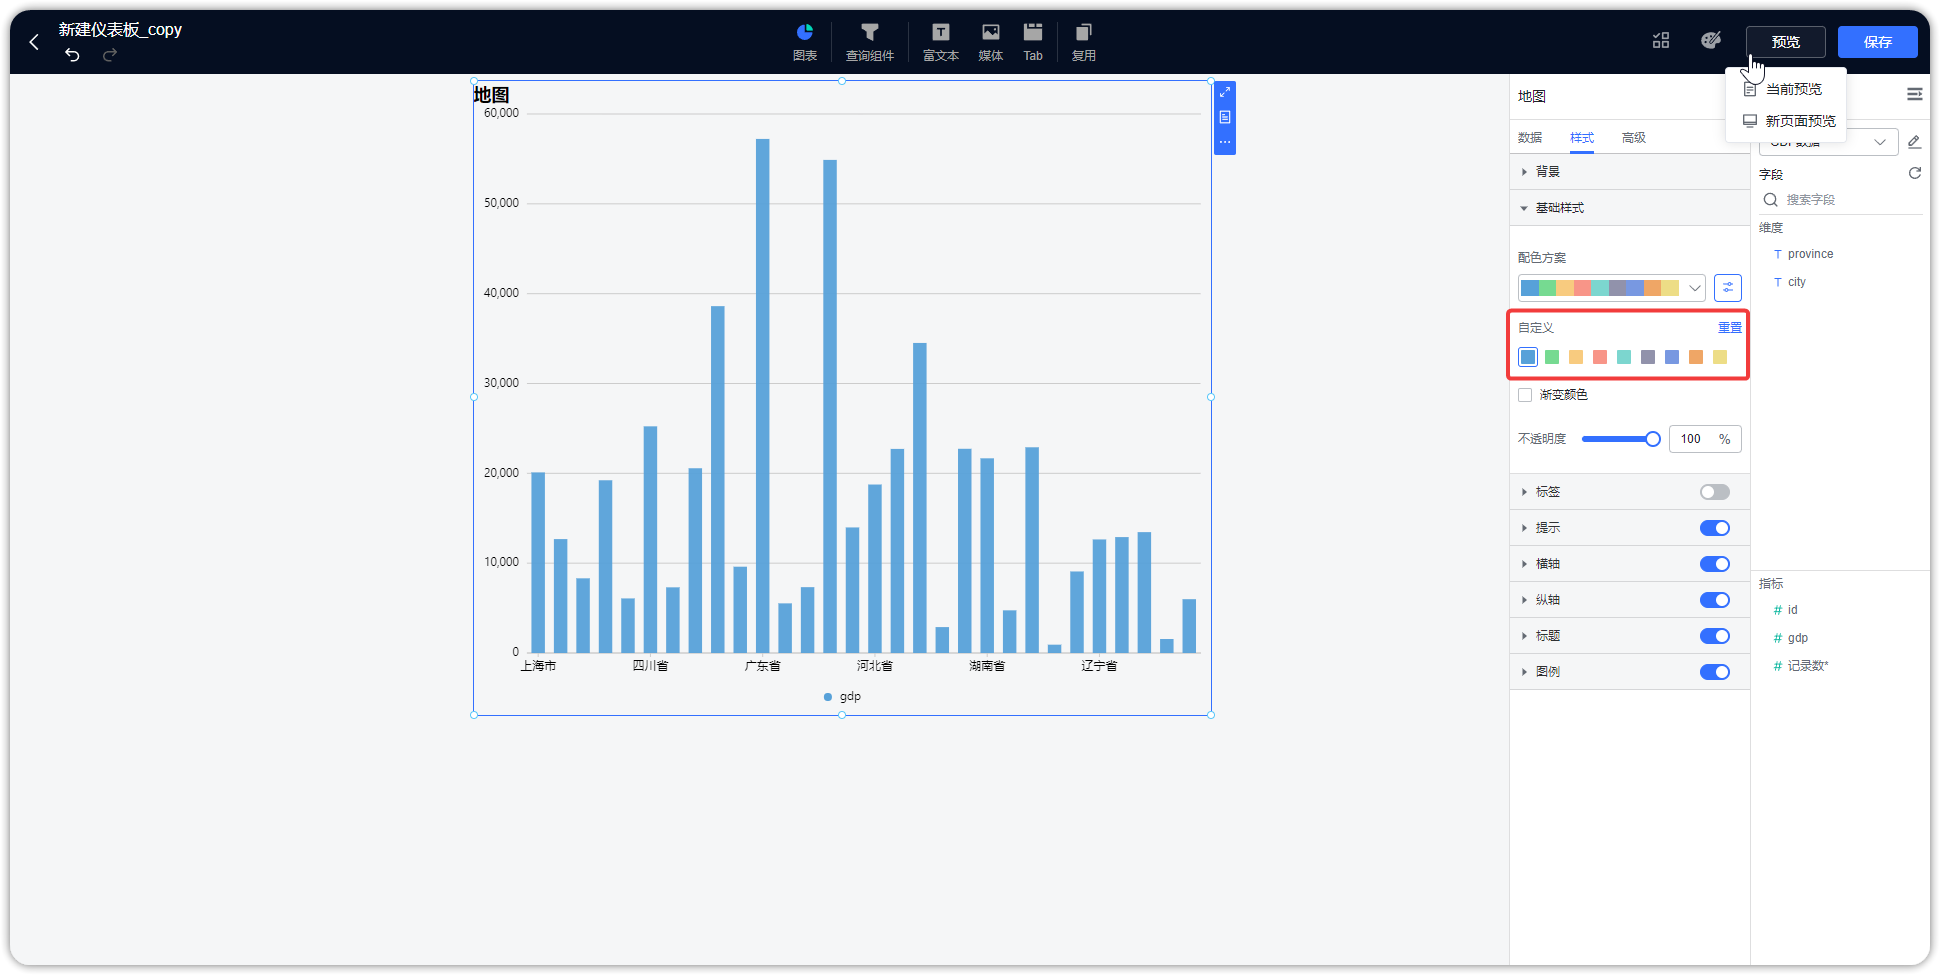 新建仪表板_copy
图表
查询组件
富文本
媒体
Tab
复用
预览
保存
当前预览
新页面预览
地图
60,000
50,000
40,000
30,000
20,000
10,000
0
上海市
四川省
广东省
河北省
湖南省
辽宁省
gdp
地图
数据
样式
高级
背景
基础样式
配色方案
自定义
重置
渐变颜色
不透明度
100
%
标签
提示
横轴
纵轴
标题
图例
GDP数据
字段
搜索字段
维度
T province
T city
指标
# id
# gdp
# 记录数*